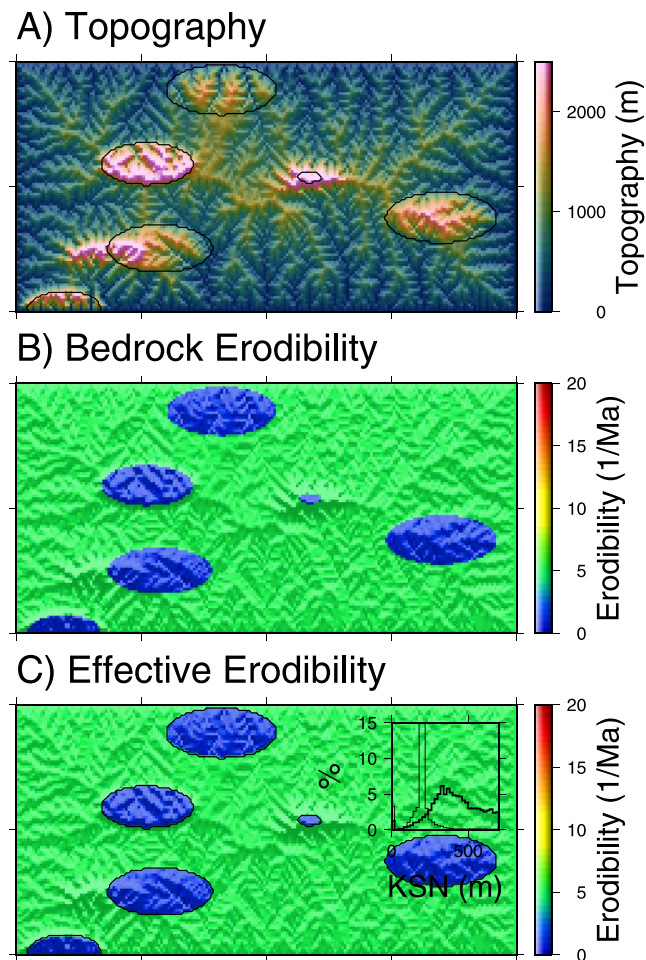 A) Topography
2000
1000
0
Topography (m)
B) Bedrock Erodibility
20
15
10
5
0
Erodibility (1/Ma)
C) Effective Erodibility
15
10
5
0
%
0
500
KSN (m)
20
15
10
5
0
Erodibility (1/Ma)